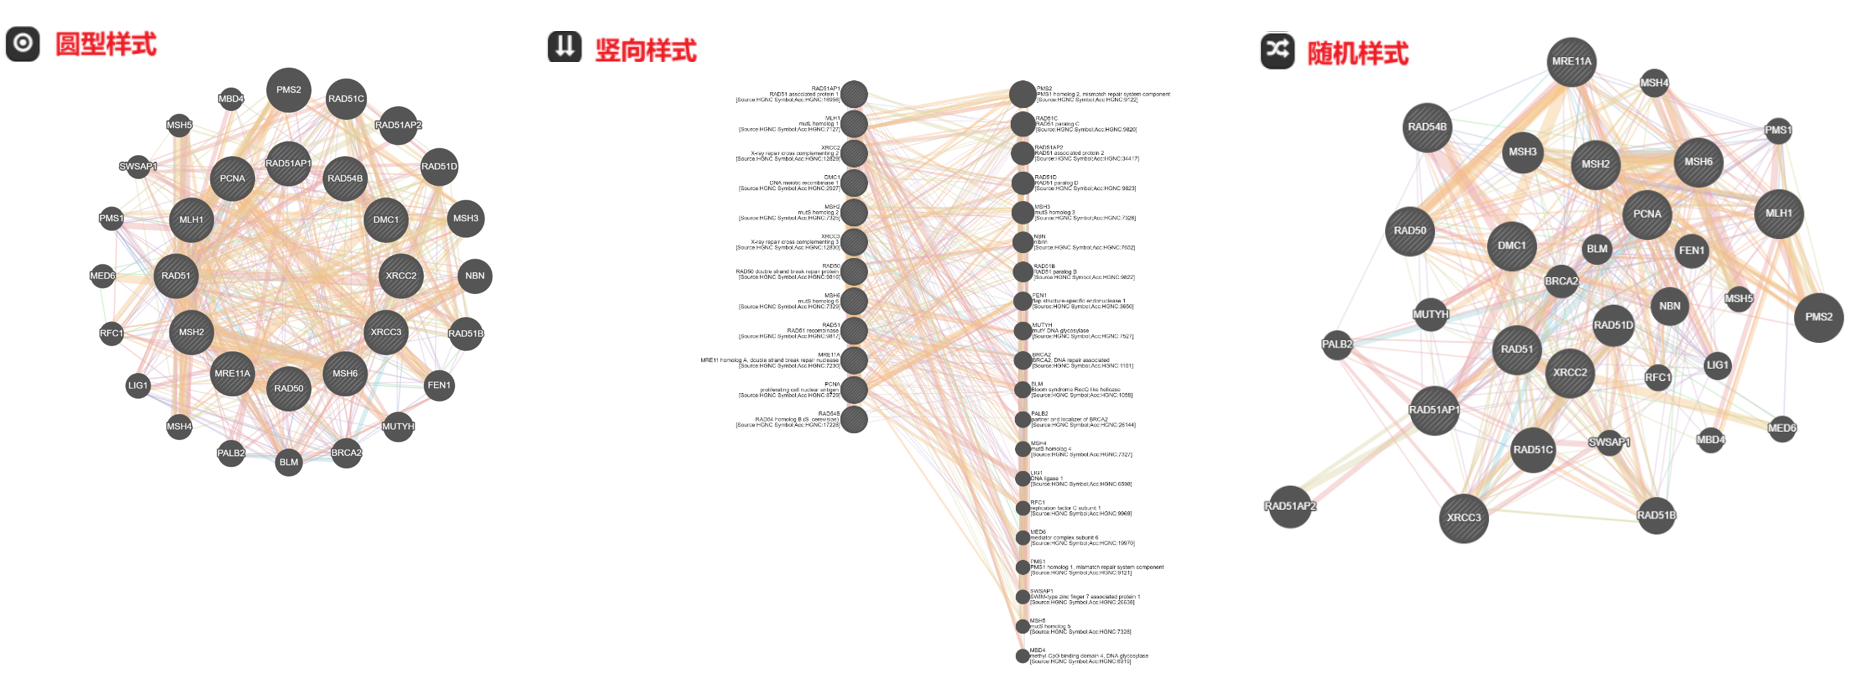 圆型样式
PMS2
RAD51C
MBD4
RAD51AP2
MSH5
SWSAP1
RAD51AP1
RAD51D
PCNA
RAD54B
PMS1
MLH1
DMC1
MSH3
MED6
RAD51
XRCC2
NBN
RFC1
MSH2
XRCC3
RAD51B
MRE11A
RAD50
MSH6
LIG1
FEN1
MSH4
MUTYH
PALB2
BLM
BRCA2
竖向样式
RAD51AP1
RAD51 associated protein 1
[Source:HGNC Symbol;Acc:HGNC:16956]
MLH1
mutL homolog 1
[Source:HGNC Symbol;Acc:HGNC:7127]
XRCC2
X-ray repair cross complementing 2
[Source:HGNC Symbol;Acc:HGNC:12829]
DMC1
DNA meiotic recombinase 1
[Source:HGNC Symbol;Acc:HGNC:2927]
MSH2
mutS homolog 2
[Source:HGNC Symbol;Acc:HGNC:7325]
XRCC3
X-ray repair cross complementing 3
[Source:HGNC Symbol;Acc:HGNC:12830]
RAD50
RAD50 double strand break repair protein
[Source:HGNC Symbol;Acc:HGNC:9816]
MSH6
mutS homolog 6
[Source:HGNC Symbol;Acc:HGNC:7329]
RAD51
RAD51 recombinase
[Source:HGNC Symbol;Acc:HGNC:9817]
MRE11A
MRE11 homolog A, double strand break repair nuclease
[Source:HGNC Symbol;Acc:HGNC:7230]
PCNA
proliferating cell nuclear antigen
[Source:HGNC Symbol;Acc:HGNC:8729]
RAD54B
RAD54 homolog B (S. cerevisiae)
[Source:HGNC Symbol;Acc:HGNC:17228]
PMS2
PMS1 homolog 2, mismatch repair system component
[Source:HGNC Symbol;Acc:HGNC:9122]
RAD51C
RAD51 paralog C
[Source:HGNC Symbol;Acc:HGNC:9820]
RAD51AP2
RAD51 associated protein 2
[Source:HGNC Symbol;Acc:HGNC:34417]
RAD51D
RAD51 paralog D
[Source:HGNC Symbol;Acc:HGNC:9823]
MSH3
mutS homolog 3
[Source:HGNC Symbol;Acc:HGNC:7326]
NBN
nibrin
[Source:HGNC Symbol;Acc:HGNC:7652]
RAD51B
RAD51 paralog B
[Source:HGNC Symbol;Acc:HGNC:9822]
FEN1
flap structure-specific endonuclease 1
[Source:HGNC Symbol;Acc:HGNC:3650]
MUTYH
mutY DNA glycosylase
[Source:HGNC Symbol;Acc:HGNC:7527]
BRCA2
BRCA2, DNA repair associated
[Source:HGNC Symbol;Acc:HGNC:1101]
BLM
Bloom syndrome RecQ like helicase
[Source:HGNC Symbol;Acc:HGNC:1058]
PALB2
partner and localizer of BRCA2
[Source:HGNC Symbol;Acc:HGNC:26144]
MSH4
mutS homolog 4
[Source:HGNC Symbol;Acc:HGNC:7327]
LIG1
DNA ligase 1
[Source:HGNC Symbol;Acc:HGNC:6598]
RFC1
replication factor C subunit 1
[Source:HGNC Symbol;Acc:HGNC:9969]
MED6
mediator complex subunit 6
[Source:HGNC Symbol;Acc:HGNC:19970]
PMS1
PMS1 homolog 1, mismatch repair system component
[Source:HGNC Symbol;Acc:HGNC:9121]
SWSAP1
SWIM-type zinc finger 7 associated protein 1
[Source:HGNC Symbol;Acc:HGNC:26638]
MSH5
mutS homolog 5
[Source:HGNC Symbol;Acc:HGNC:7328]
MBD4
methyl-CpG binding domain 4, DNA glycosylase
[Source:HGNC Symbol;Acc:HGNC:6919]
随机样式
MRE11A
MSH4
RAD54B
PMS1
MSH3
MSH2
MSH6
PCNA
MLH1
RAD50
DMC1
BLM
FEN1
BRCA2
MSH5
NBN
MUTYH
PMS2
RAD51D
PALB2
RAD51
LIG1
XRCC2
RFC1
RAD51AP1
MED6
SWSAP1
MBD4
RAD51C
RAD51AP2
XRCC3
RAD51B